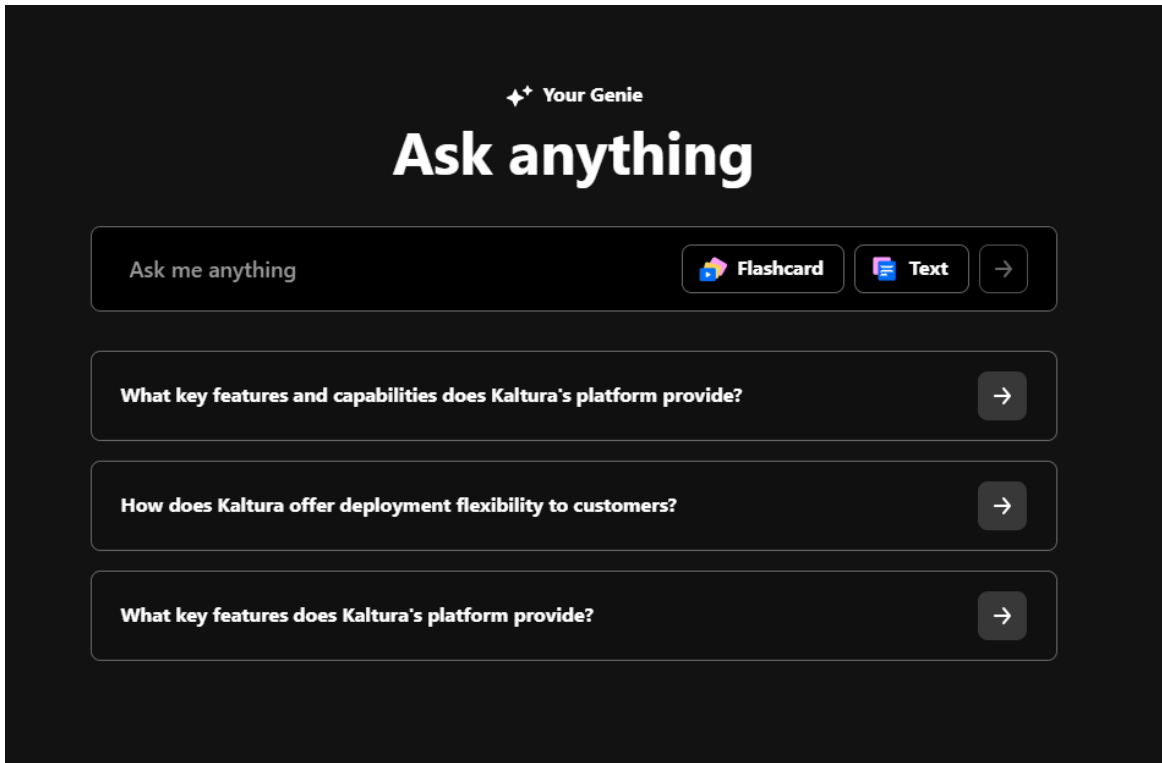 Your Genie
Ask anything
Ask me anything Flashcard Text
What key features and capabilities does Kaltura's platform provide?
How does Kaltura offer deployment flexibility to customers?
What key features does Kaltura's platform provide?